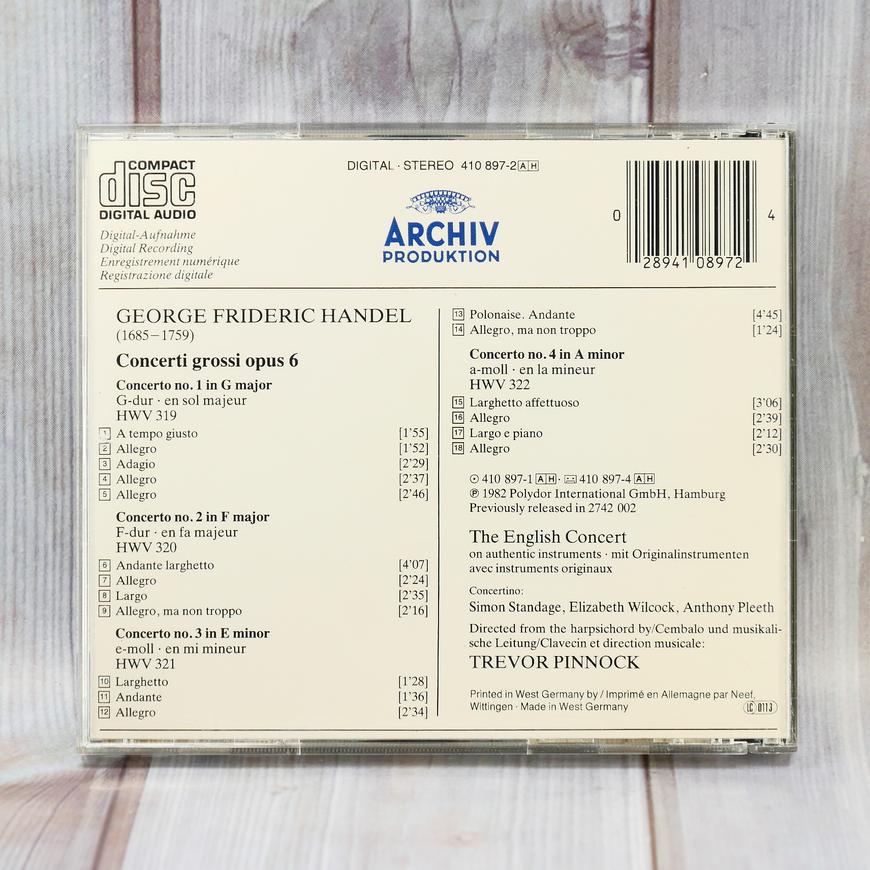 COMPACT
disc
DIGITAL AUDIO
Digital-Aufnahme
Digital Recording
Enregistrement numérique
Registrazione digitale
DIGITAL · STEREO 410 897-2 AH
ARCHIV
PRODUKTION
0 28941 08972 4
GEORGE FRIDERIC HANDEL
(1685–1759)
Concerti grossi opus 6
Concerto no. 1 in G major
G-dur · en sol majeur
HWV 319
1 A tempo giusto [1'55]
2 Allegro [1'52]
3 Adagio [2'29]
4 Allegro [2'37]
5 Allegro [2'46]
Concerto no. 2 in F major
F-dur · en fa majeur
HWV 320
6 Andante larghetto [4'07]
7 Allegro [2'24]
8 Largo [2'35]
9 Allegro, ma non troppo [2'16]
Concerto no. 3 in E minor
e-moll · en mi mineur
HWV 321
10 Larghetto [1'28]
11 Andante [1'36]
12 Allegro [2'34]
13 Polonaise. Andante [4'45]
14 Allegro, ma non troppo [1'24]
Concerto no. 4 in A minor
a-moll · en la mineur
HWV 322
15 Larghetto affettuoso [3'06]
16 Allegro [2'39]
17 Largo e piano [2'12]
18 Allegro [2'30]
410 897-1 AH · 410 897-4 AH
℗ 1982 Polydor International GmbH, Hamburg
Previously released in 2742 002
The English Concert
on authentic instruments · mit Originalinstrumenten
avec instruments originaux
Concertino:
Simon Standage, Elizabeth Wilcock, Anthony Pleeth
Directed from the harpsichord by/Cembalo und musikali-
sche Leitung/Clavecin et direction musicale:
TREVOR PINNOCK
Printed in West Germany by / Imprimé en Allemagne par Neef,
Wittingen · Made in West Germany
LC 0113